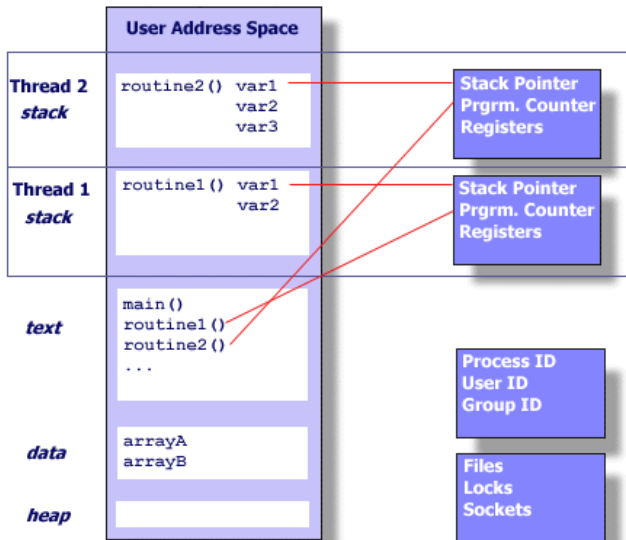 User Address Space
Thread 2
stack
routine2() var1
var2
var3
Stack Pointer
Prgrm. Counter
Registers
Thread 1
stack
routine1() var1
var2
Stack Pointer
Prgrm. Counter
Registers
text
main()
routine1()
routine2()
...
Process ID
User ID
Group ID
data
arrayA
arrayB
Files
Locks
Sockets
heap